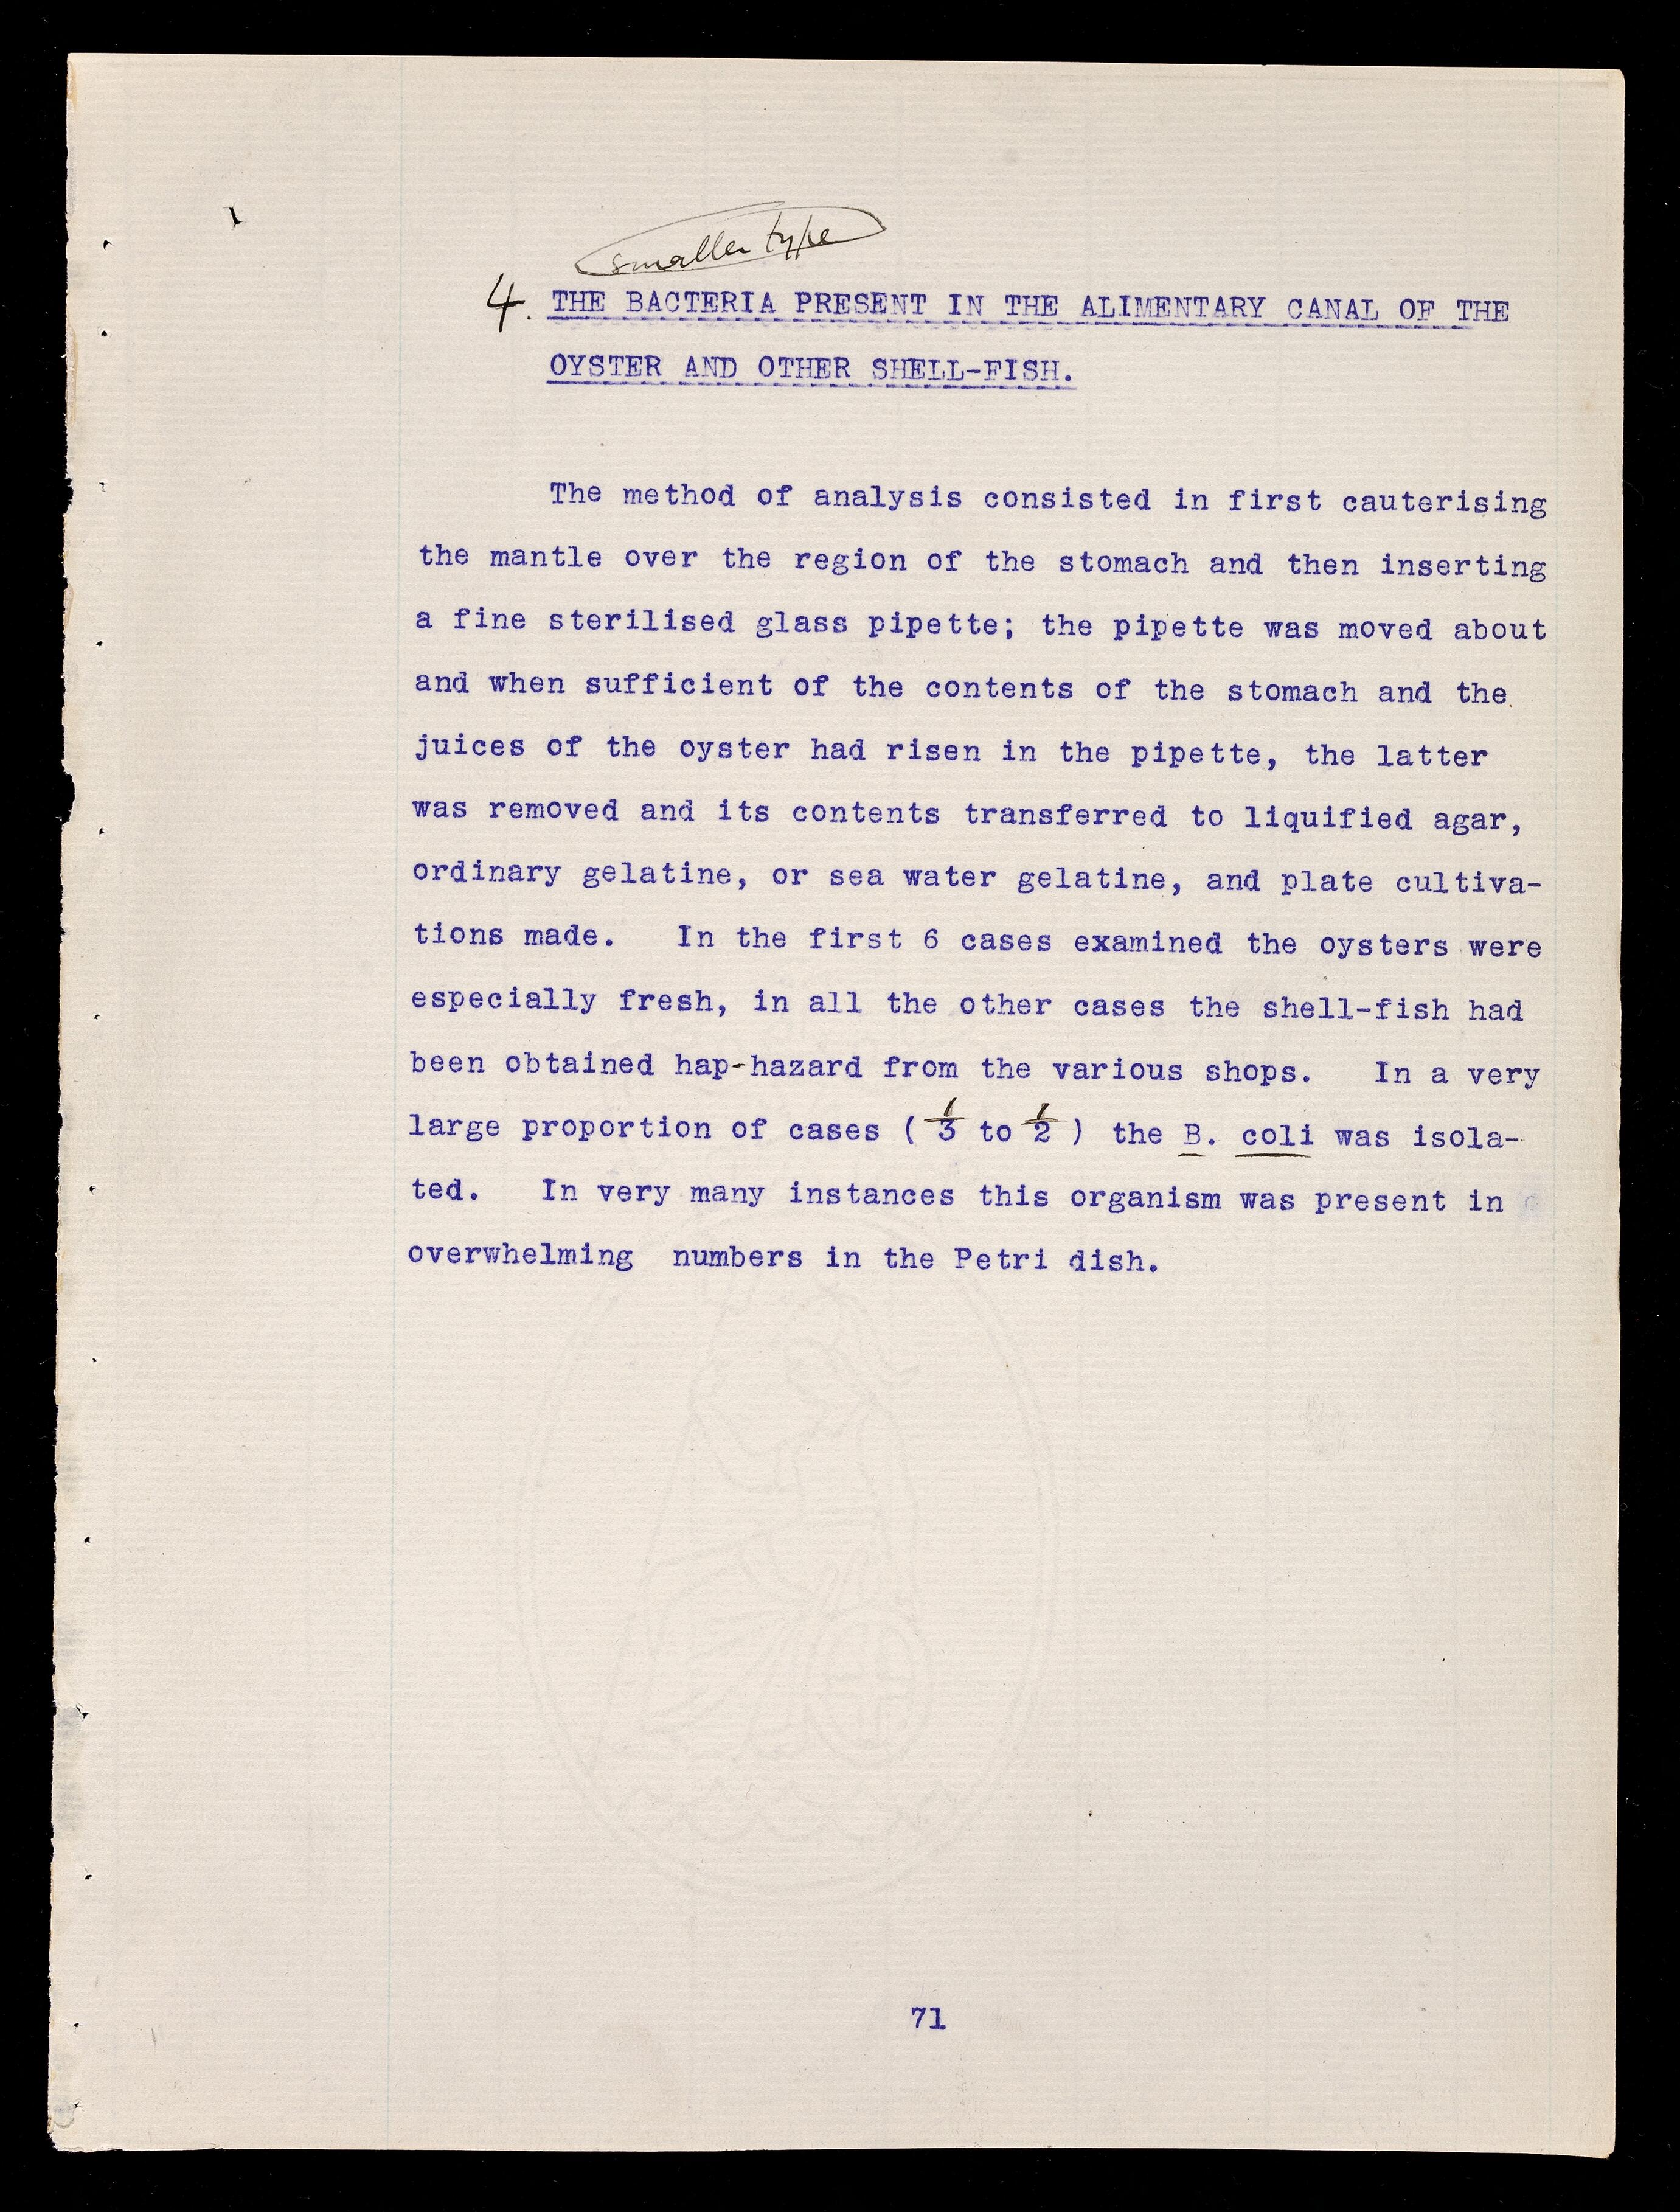 smaller type
4. THE BACTERIA PRESENT IN THE ALIMENTARY CANAL OF THE
OYSTER AND OTHER SHELL-FISH.
The method of analysis consisted in first cauterising
the mantle over the region of the stomach and then inserting
a fine sterilised glass pipette; the pipette was moved about
and when sufficient of the contents of the stomach and the
juices of the oyster had risen in the pipette, the latter
was removed and its contents transferred to liquified agar,
ordinary gelatine, or sea water gelatine, and plate cultiva-
tions made. In the first 6 cases examined the oysters were
especially fresh, in all the other cases the shell-fish had
been obtained hap-hazard from the various shops. In a very
large proportion of cases ( 1/3 to 1/2 ) the B. coli was isola-
ted. In very many instances this organism was present in
overwhelming numbers in the Petri dish.
71